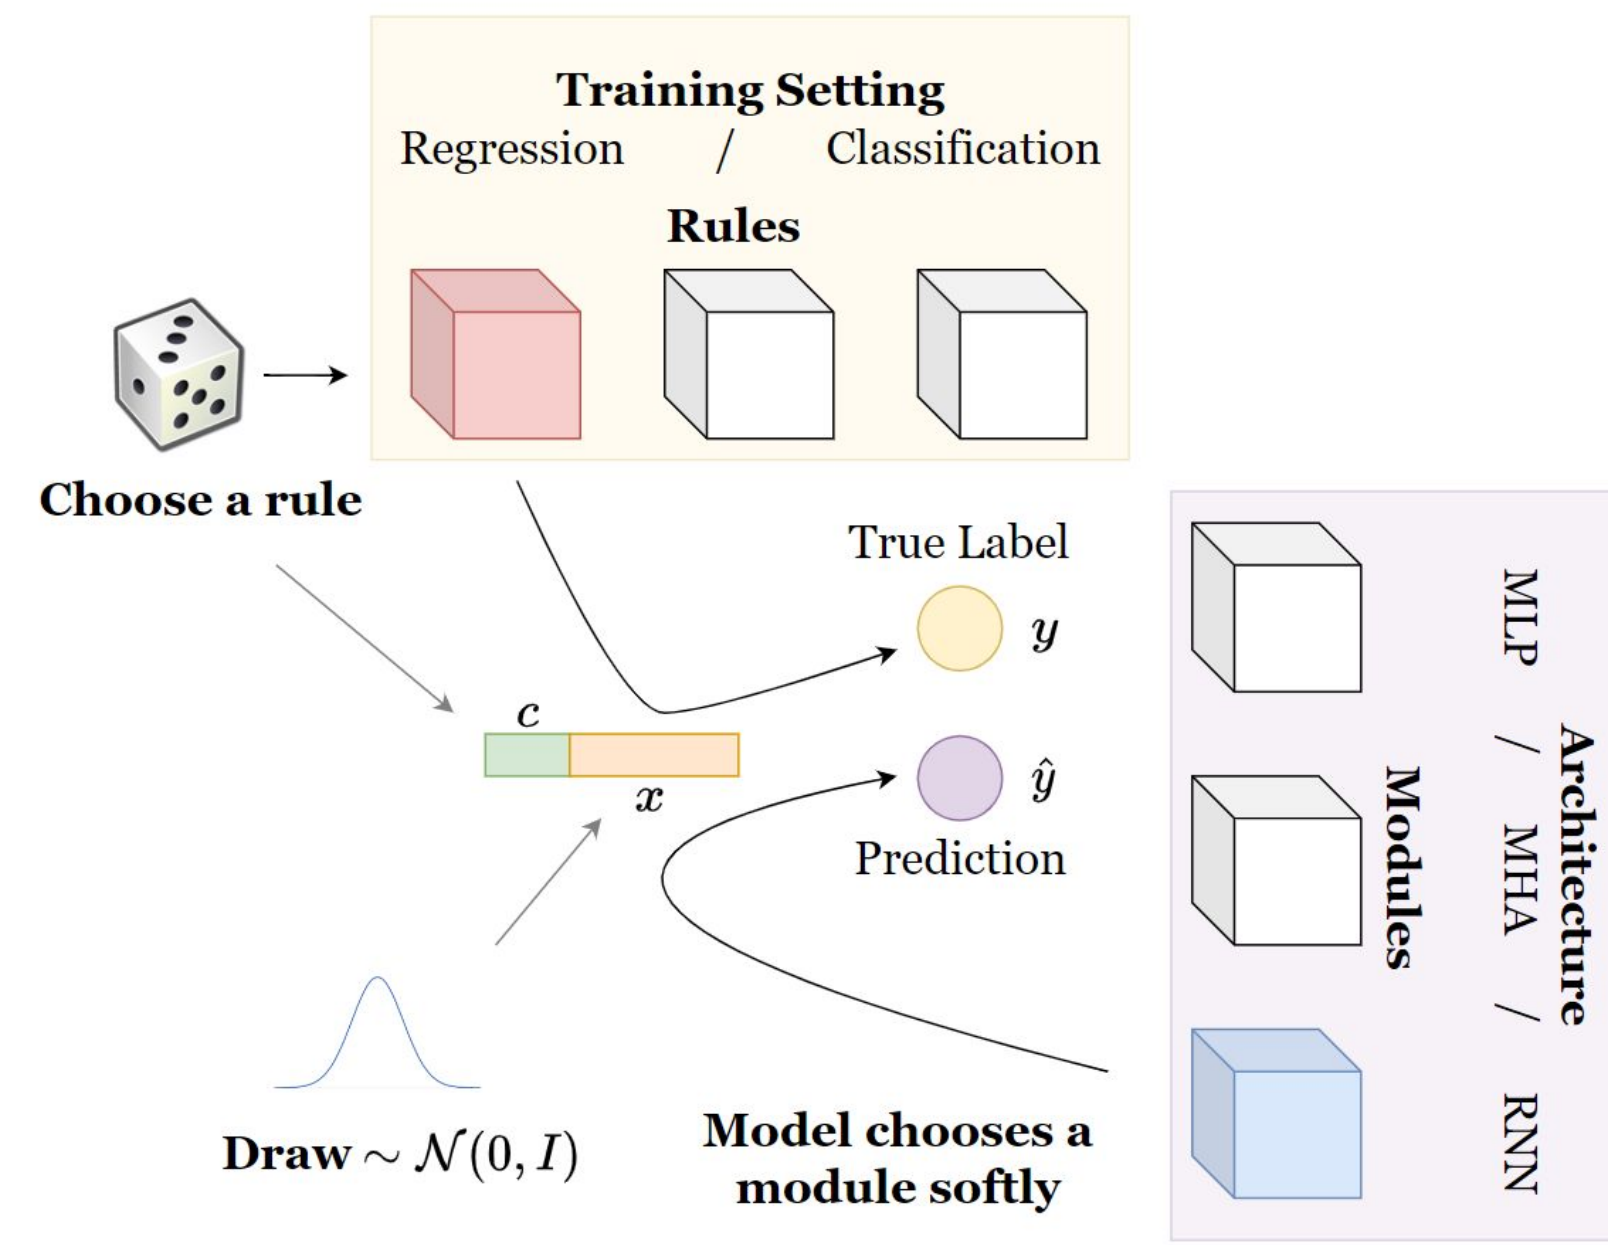 Training Setting
Regression / Classification
Rules
Choose a rule
True Label
y
c
x
ŷ
Prediction
Draw ∼ 𝒩(0, I)
Model chooses a
module softly
Modules
MLP / MHA / RNN
Architecture